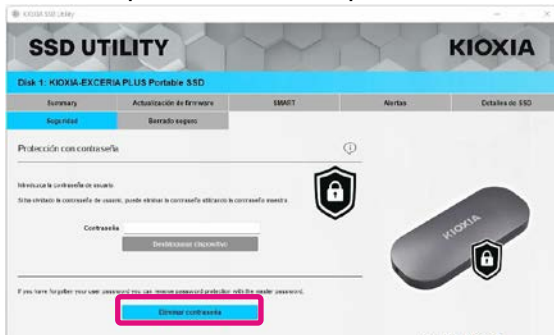 KIOXIA SSD Utility
SSD UTILITY
KIOXIA
Disk 1: KIOXIA-EXCERIA PLUS Portable SSD
Summary
Actualización de firmware
SMART
Alertas
Detalles de SSD
Seguridad
Borrado seguro
Protección con contraseña
Introduzca la contraseña de usuario.
Si ha olvidado la contraseña de usuario, puede eliminar la contraseña utilizando la contraseña maestra.
Contraseña
Desbloquear dispositivo
If you have forgotten your user password you can remove password protection with the master password.
Eliminar contraseña
KIOXIA